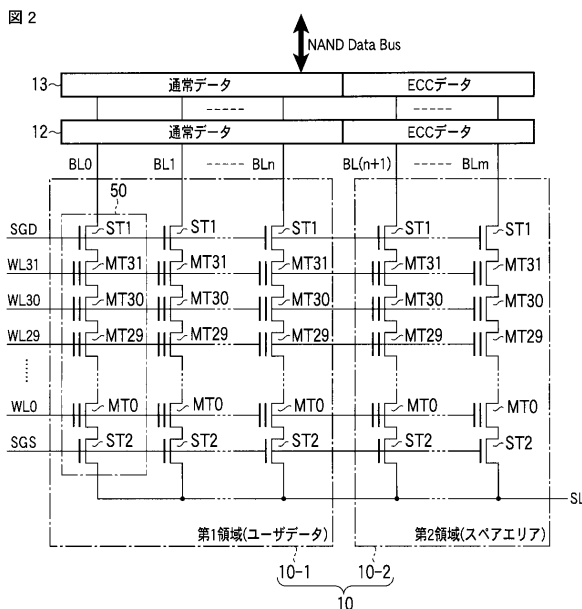 図 2
NAND Data Bus
13 通常データ ECCデータ
12 通常データ ECCデータ
BL0 BL1 BLn BL(n+1) BLm
50
SGD ST1 ST1 ST1 ST1 ST1
WL31 MT31 MT31 MT31 MT31 MT31
WL30 MT30 MT30 MT30 MT30 MT30
WL29 MT29 MT29 MT29 MT29 MT29
WL0 MT0 MT0 MT0 MT0 MT0
SGS ST2 ST2 ST2 ST2 ST2
SL
第1領域(ユーザデータ) 第2領域(スペアエリア)
10-1 10-2
10